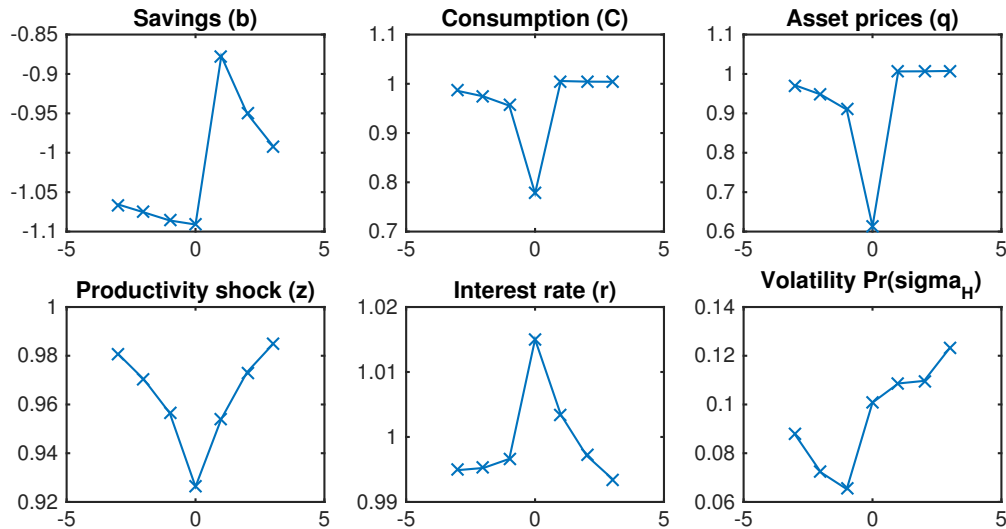 Savings (b)
-0.85
-0.9
-0.95
-1
-1.05
-1.1
-5 0 5
Consumption (C)
1.1
1
0.9
0.8
0.7
-5 0 5
Asset prices (q)
1.1
1
0.9
0.8
0.7
0.6
-5 0 5
Productivity shock (z)
1
0.98
0.96
0.94
0.92
-5 0 5
Interest rate (r)
1.02
1.01
1
0.99
-5 0 5
Volatility Pr(sigma_H)
0.14
0.12
0.1
0.08
0.06
-5 0 5